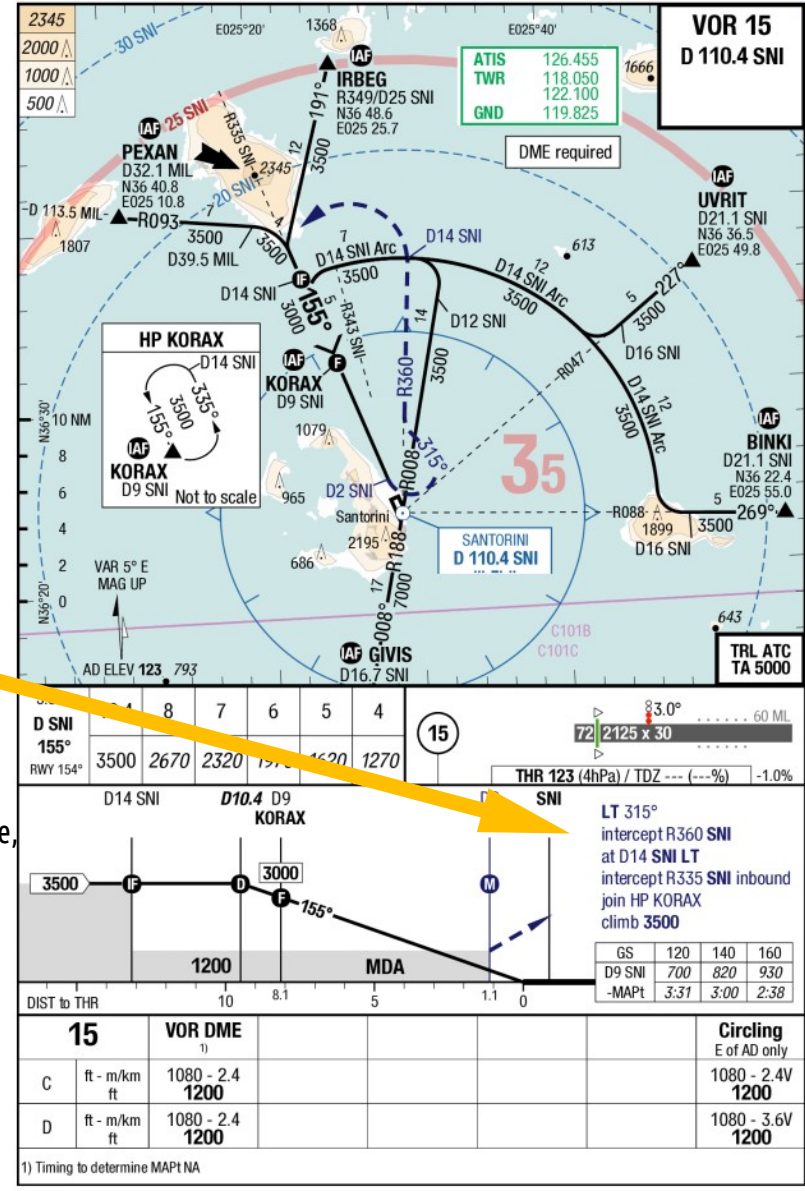 2345
2000
1000
500
30 SNI
25 SNI
20 SNI
E025°20'
E025°40'
1368
1666
VOR 15
D 110.4 SNI
ATIS 126.455
TWR 118.050
122.100
GND 119.825
DME required
IAF
IRBEG
R349/D25 SNI
N36 48.6
E025 25.7
191°
12
3500
IAF
PEXAN
D32.1 MIL
N36 40.8
E025 10.8
R335 SNI
2345
D 113.5 MIL
R093
7
3500
D39.5 MIL
1807
4
3500
IAF
UVRIT
D21.1 SNI
N36 36.5
E025 49.8
227°
5
3500
D16 SNI
613
D14 SNI
7
D14 SNI Arc
3500
12
D14 SNI Arc
3500
IF
D14 SNI
155°
5
3000
R343 SNI
14
D12 SNI
3500
R360
R047
D14 SNI Arc
12
3500
HP KORAX
D14 SNI
155°
3500
335°
IAF
KORAX
D9 SNI
Not to scale
IAF
KORAX
D9 SNI
F
N36°30'
10 NM
8
6
4
2
0
N36°20'
1079
965
D2 SNI
Santorini
2195
686
315°
R008
35
SANTORINI
D 110.4 SNI
IAF
BINKI
D21.1 SNI
N36 22.4
E025 55.0
R088
1899
5
3500
269°
D16 SNI
R188
17
7000
008°
IAF GIVIS
D16.7 SNI
C101B
C101C
643
VAR 5° E
MAG UP
AD ELEV 123
793
TRL ATC
TA 5000
D SNI 8 7 6 5 4
155°
RWY 154°
3500 2670 2320 1620 1270
15
3.0°
60 ML
72 2125 x 30
THR 123 (4hPa) / TDZ --- (---%) -1.0%
D14 SNI D10.4 D9 SNI
KORAX
3500 IF D 3000 F M
155°
1200 MDA
DIST to THR 10 8.1 5 1.1 0
LT 315°
intercept R360 SNI
at D14 SNI LT
intercept R335 SNI inbound
join HP KORAX
climb 3500
GS 120 140 160
D9 SNI 700 820 930
-MAPt 3:31 3:00 2:38
15 VOR DME Circling
1) E of AD only
C ft - m/km 1080 - 2.4 1080 - 2.4V
ft 1200 1200
D ft - m/km 1080 - 2.4 1080 - 3.6V
ft 1200 1200
1) Timing to determine MAPt NA